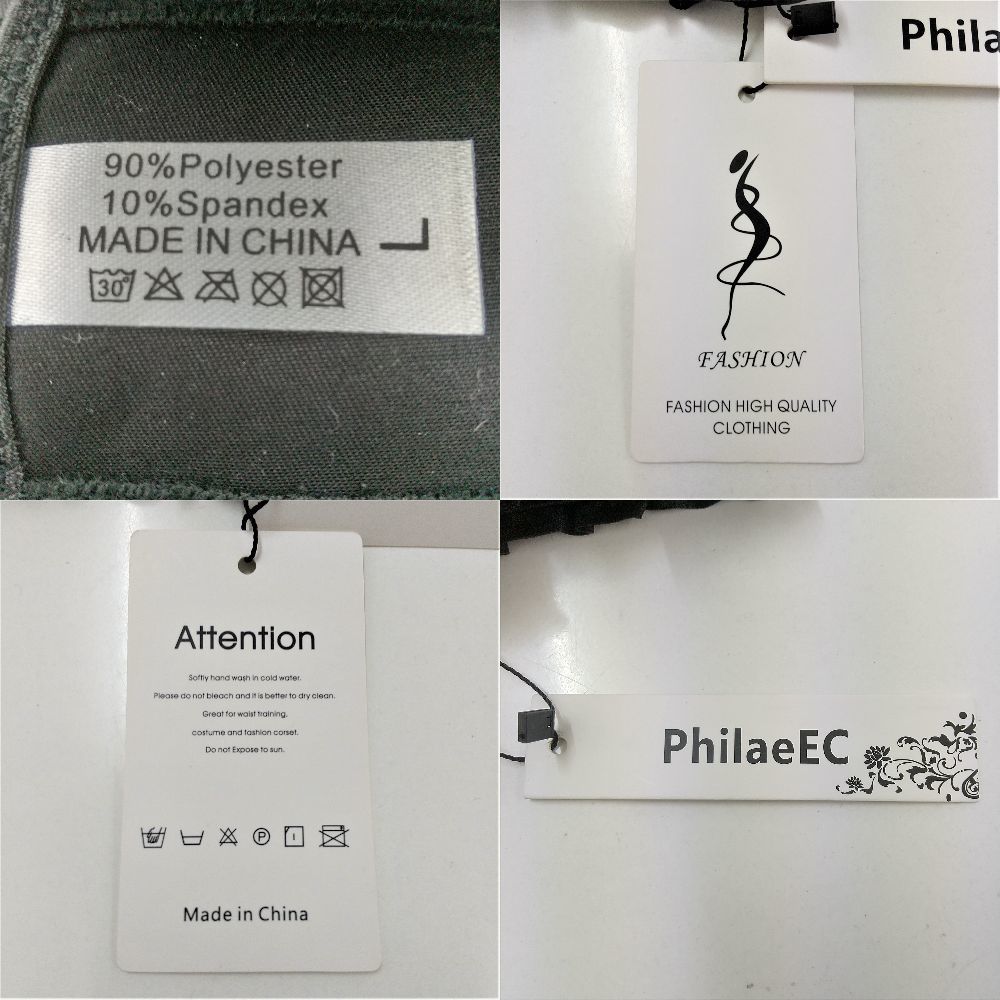 90%Polyester
10%Spandex
MADE IN CHINA L
30°
Phila
FASHION
FASHION HIGH QUALITY
CLOTHING
Attention
Softly hand wash in cold water.
Please do not bleach and it is better to dry clean.
Great for waist training,
costume and fashion corset.
Do not Expose to sun.
P
Made in China
PhilaeEC